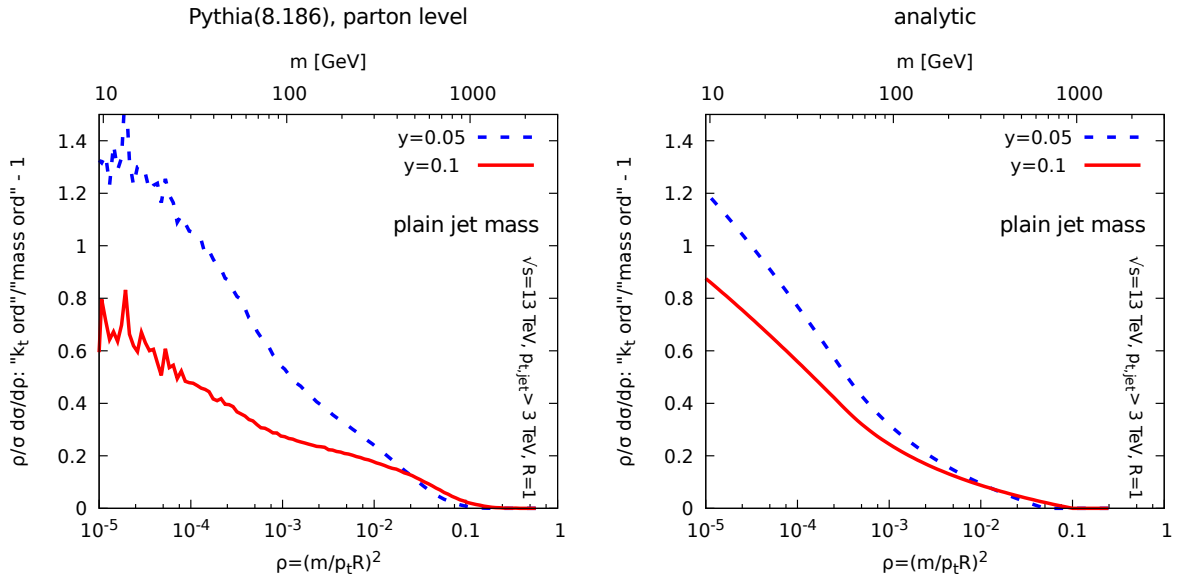 Pythia(8.186), parton level
m [GeV]
10 100 1000
ρ/σ dσ/dρ: "kt ord"/"mass ord" - 1
1.4
1.2
1
0.8
0.6
0.4
0.2
0
y=0.05
y=0.1
plain jet mass
√s=13 TeV, pt,jet> 3 TeV, R=1
10-5 10-4 10-3 10-2 0.1 1
ρ=(m/ptR)2
analytic
m [GeV]
10 100 1000
ρ/σ dσ/dρ: "kt ord"/"mass ord" - 1
1.4
1.2
1
0.8
0.6
0.4
0.2
0
y=0.05
y=0.1
plain jet mass
√s=13 TeV, pt,jet> 3 TeV, R=1
10-5 10-4 10-3 10-2 0.1 1
ρ=(m/ptR)2